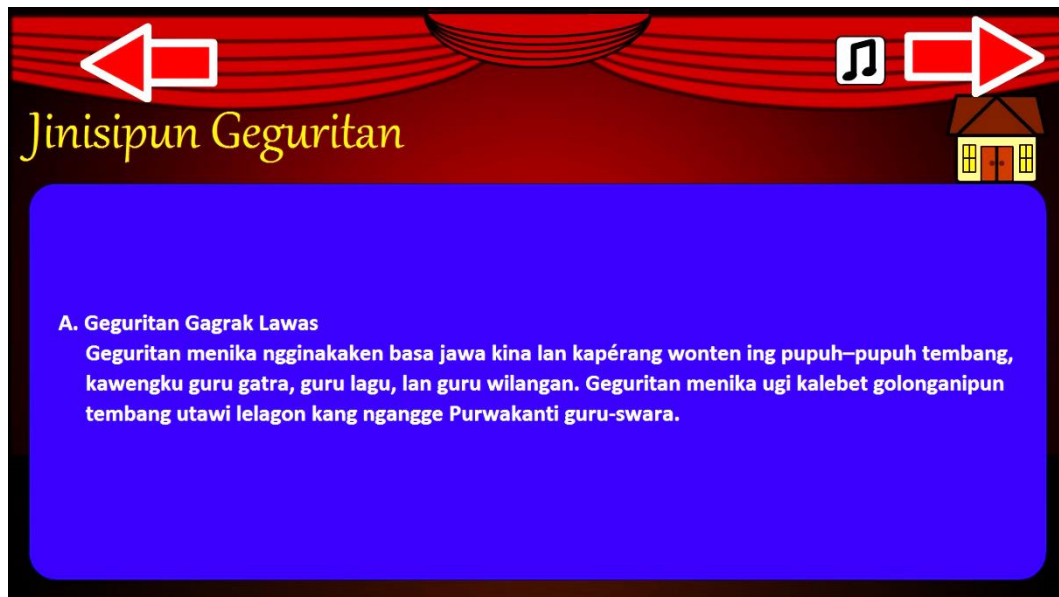 Jinisipun Geguritan
A. Geguritan Gagrak Lawas
Geguritan menika ngginakaken basa jawa kina lan kapérang wonten ing pupuh–pupuh tembang,
kawengku guru gatra, guru lagu, lan guru wilangan. Geguritan menika ugi kalebet golonganipun
tembang utawi lelagon kang ngangge Purwakanti guru-swara.